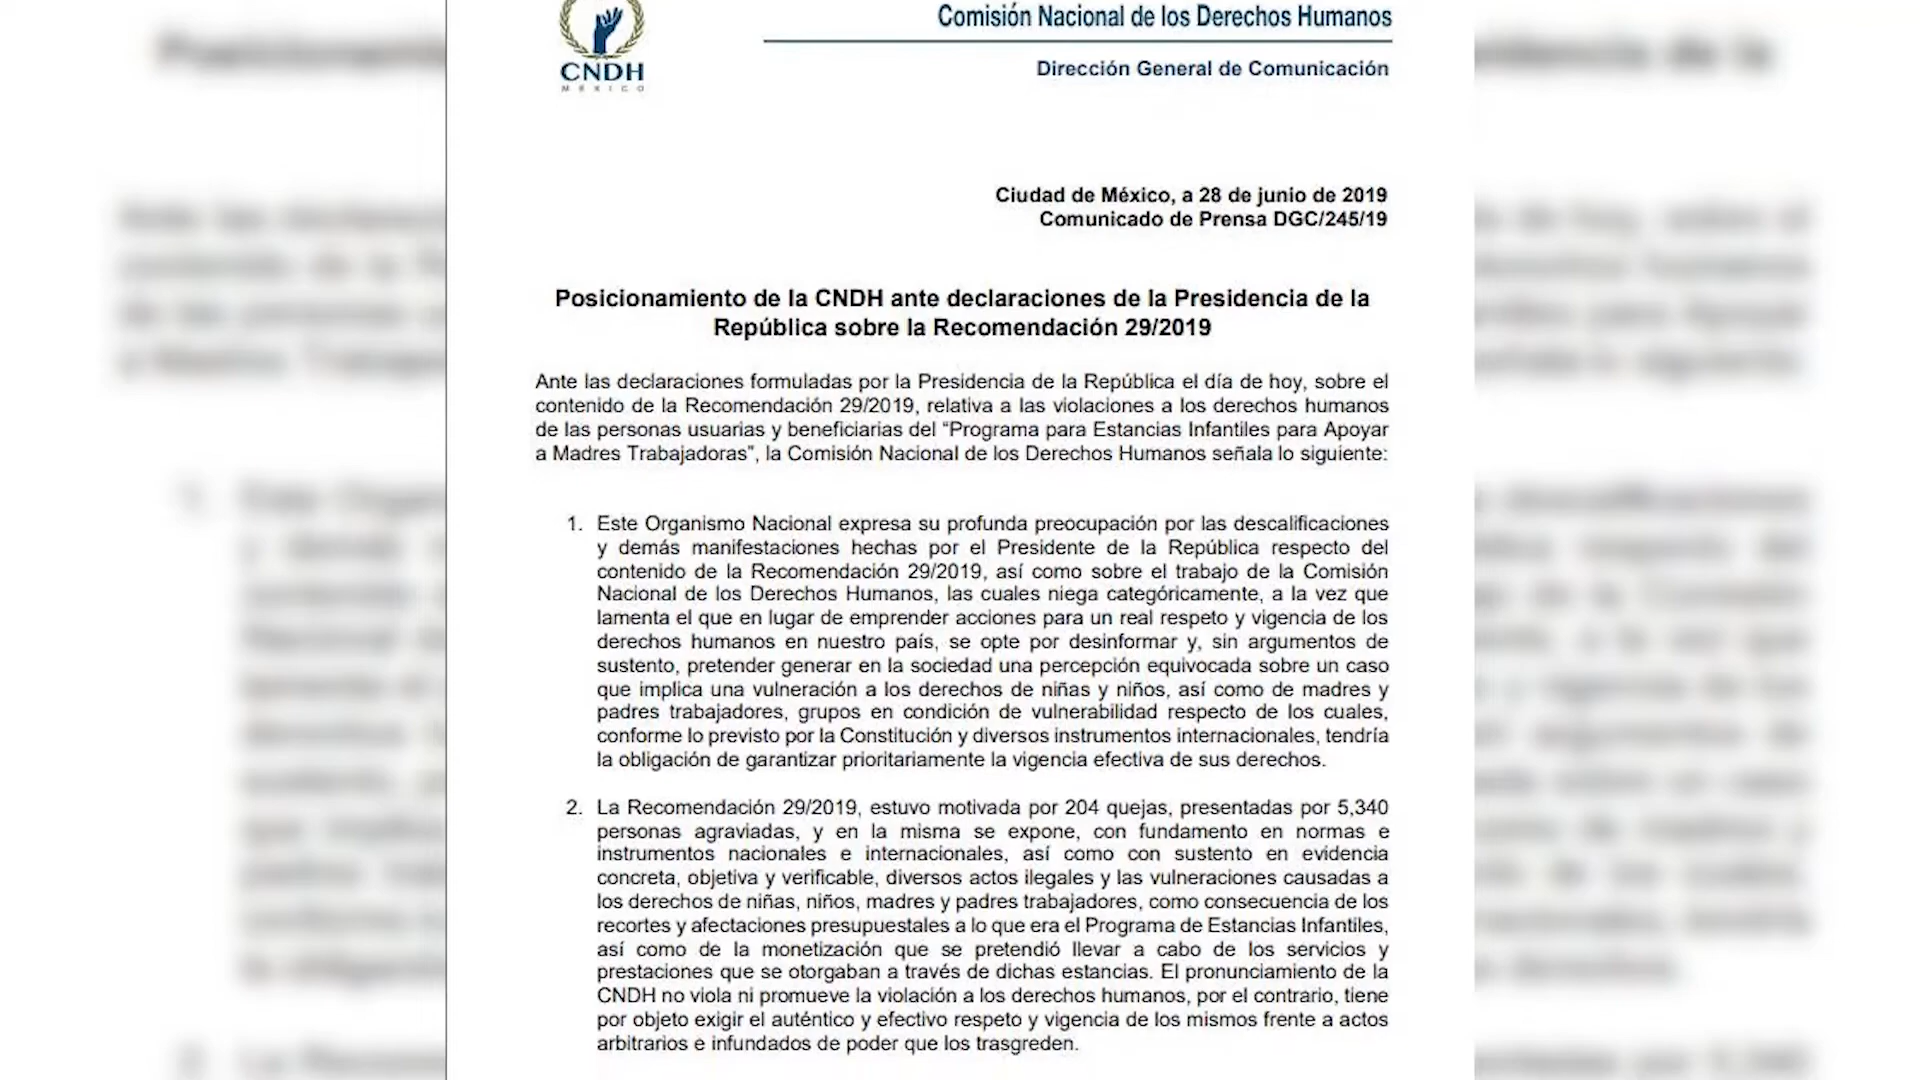 Comisión Nacional de los Derechos Humanos
CNDH
MÉXICO
Dirección General de Comunicación
Ciudad de México, a 28 de junio de 2019
Comunicado de Prensa DGC/245/19
Posicionamiento de la CNDH ante declaraciones de la Presidencia de la
República sobre la Recomendación 29/2019
Ante las declaraciones formuladas por la Presidencia de la República el día de hoy, sobre el
contenido de la Recomendación 29/2019, relativa a las violaciones a los derechos humanos
de las personas usuarias y beneficiarias del “Programa para Estancias Infantiles para Apoyar
a Madres Trabajadoras”, la Comisión Nacional de los Derechos Humanos señala lo siguiente:
1. Este Organismo Nacional expresa su profunda preocupación por las descalificaciones
y demás manifestaciones hechas por el Presidente de la República respecto del
contenido de la Recomendación 29/2019, así como sobre el trabajo de la Comisión
Nacional de los Derechos Humanos, las cuales niega categóricamente, a la vez que
lamenta el que en lugar de emprender acciones para un real respeto y vigencia de los
derechos humanos en nuestro país, se opte por desinformar y, sin argumentos de
sustento, pretender generar en la sociedad una percepción equivocada sobre un caso
que implica una vulneración a los derechos de niñas y niños, así como de madres y
padres trabajadores, grupos en condición de vulnerabilidad respecto de los cuales,
conforme lo previsto por la Constitución y diversos instrumentos internacionales, tendría
la obligación de garantizar prioritariamente la vigencia efectiva de sus derechos.
2. La Recomendación 29/2019, estuvo motivada por 204 quejas, presentadas por 5,340
personas agraviadas, y en la misma se expone, con fundamento en normas e
instrumentos nacionales e internacionales, así como con sustento en evidencia
concreta, objetiva y verificable, diversos actos ilegales y las vulneraciones causadas a
los derechos de niñas, niños, madres y padres trabajadores, como consecuencia de los
recortes y afectaciones presupuestales a lo que era el Programa de Estancias Infantiles,
así como de la monetización que se pretendió llevar a cabo de los servicios y
prestaciones que se otorgaban a través de dichas estancias. El pronunciamiento de la
CNDH no viola ni promueve la violación a los derechos humanos, por el contrario, tiene
por objeto exigir el auténtico y efectivo respeto y vigencia de los mismos frente a actos
arbitrarios e infundados de poder que los trasgreden.